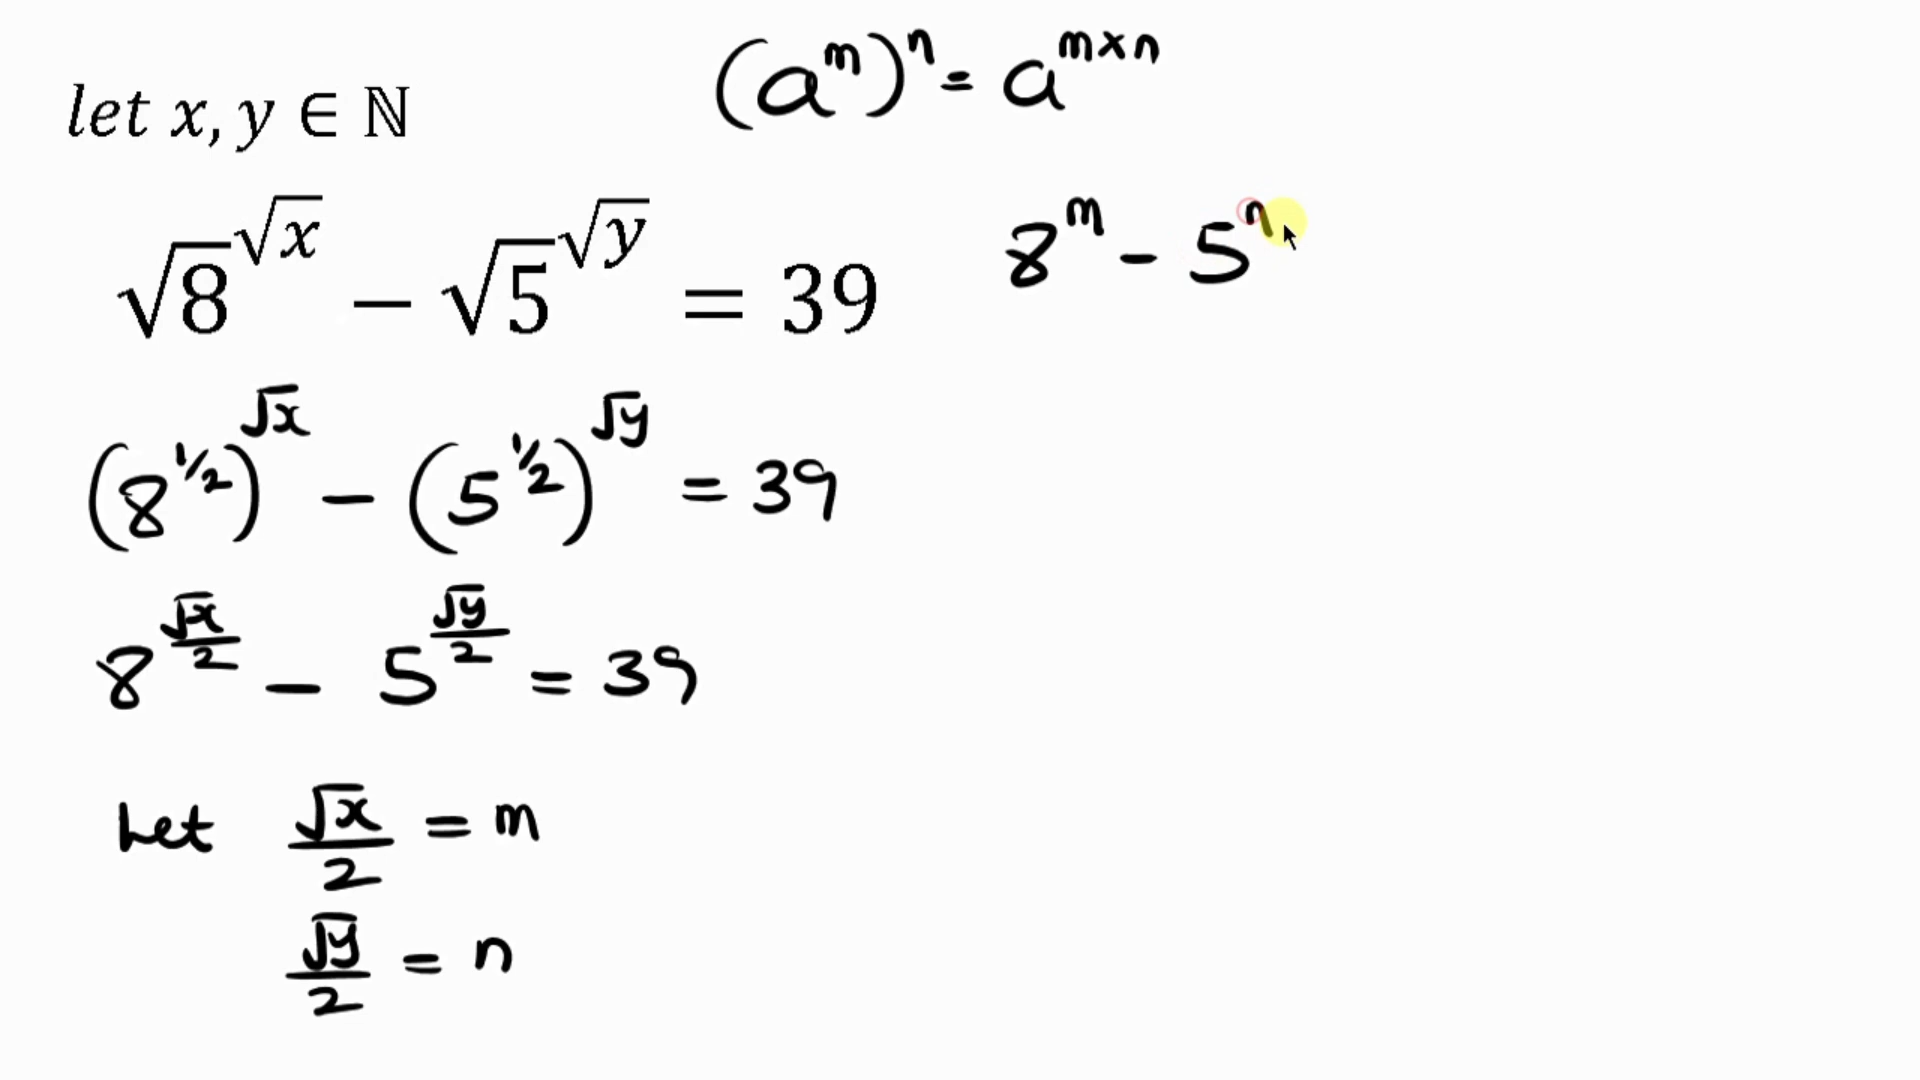 let x, y ∈ ℕ
√8^√x − √5^√y = 39
(8^1/2)^√x − (5^1/2)^√y = 39
8^(√x/2) − 5^(√y/2) = 39
Let √x/2 = m
√y/2 = n
(a^m)^n = a^m×n
8^m − 5^n